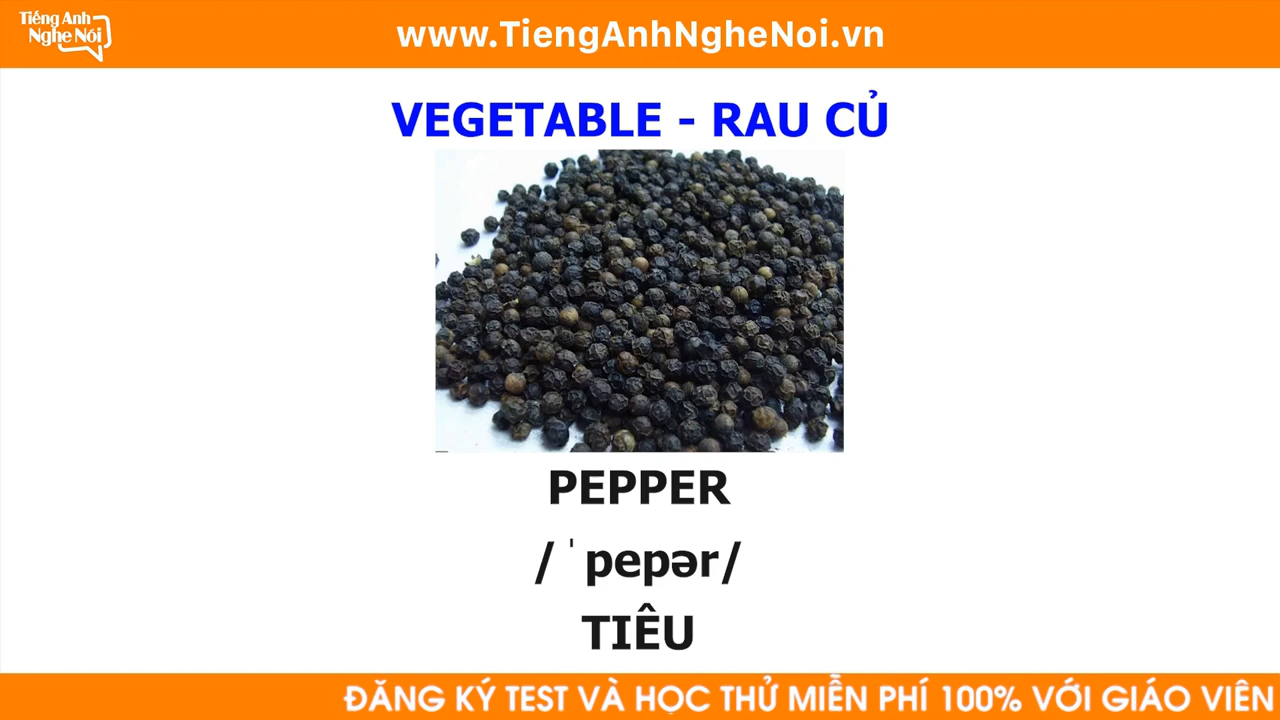 Tiếng Anh
Nghe Nói
www.TiengAnhNgheNoi.vn
VEGETABLE - RAU CỦ
PEPPER
/ˈpepər/
TIÊU
ĐĂNG KÝ TEST VÀ HỌC THỬ MIỄN PHÍ 100% VỚI GIÁO VIÊN